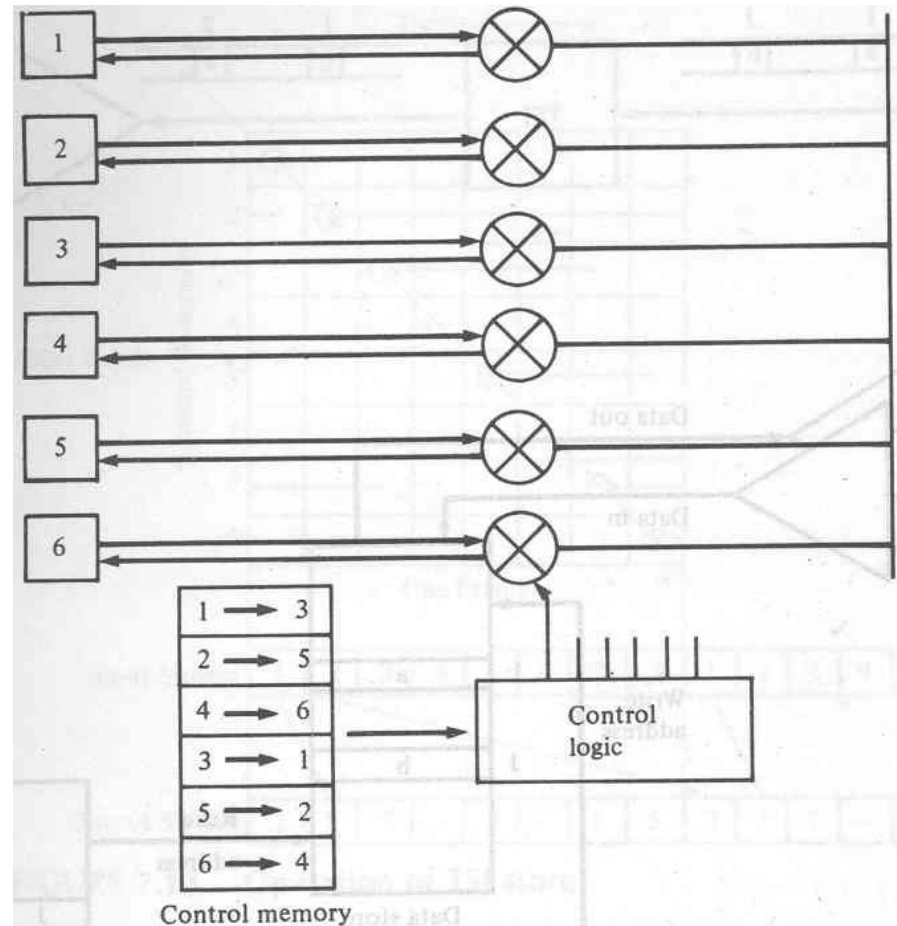 1
2
3
4
5
Data out
Data in
6
1 → 3
2 → 5
4 → 6
3 → 1
5 → 2
6 → 4
Control
logic
Write
address
Control memory
Data store